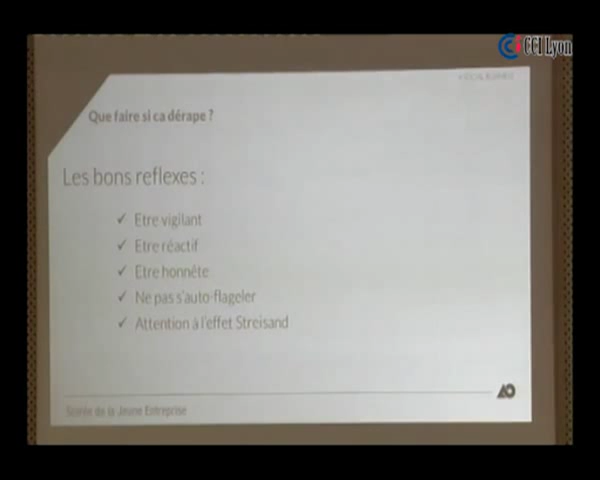 CCI Lyon
Que faire si ca dérape ?
Les bons reflexes :
✓ Etre vigilant
✓ Etre réactif
✓ Etre honnête
✓ Ne pas s'auto-flageler
✓ Attention à l'effet Streisand
Soirée de la Jeune Entreprise